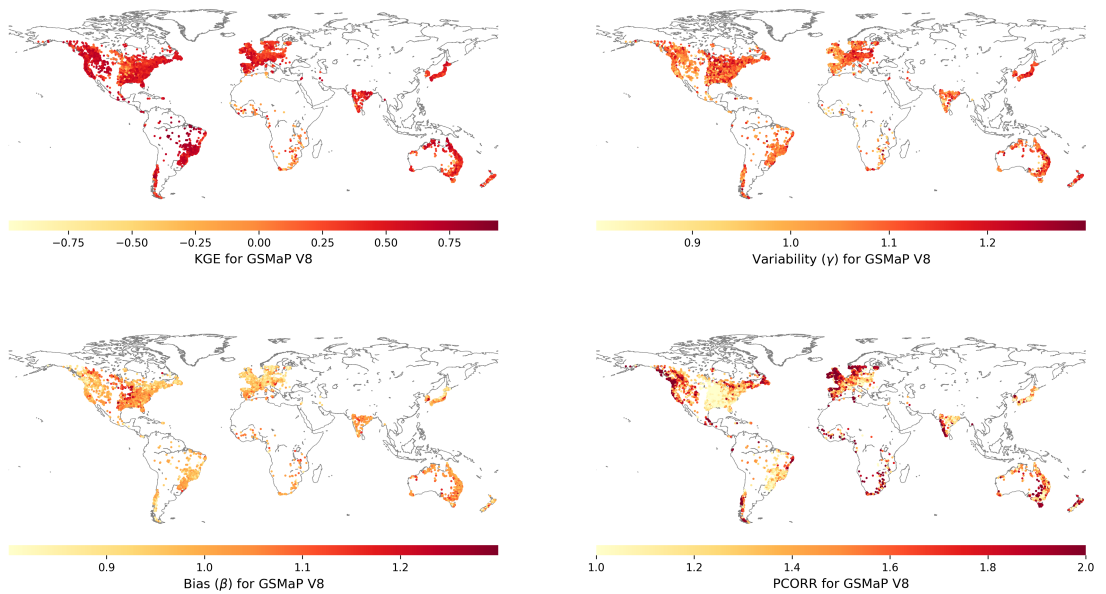 −0.75 −0.50 −0.25 0.00 0.25 0.50 0.75
KGE for GSMaP V8
0.9 1.0 1.1 1.2
Variability (γ) for GSMaP V8
0.9 1.0 1.1 1.2
Bias (β) for GSMaP V8
1.0 1.2 1.4 1.6 1.8 2.0
PCORR for GSMaP V8